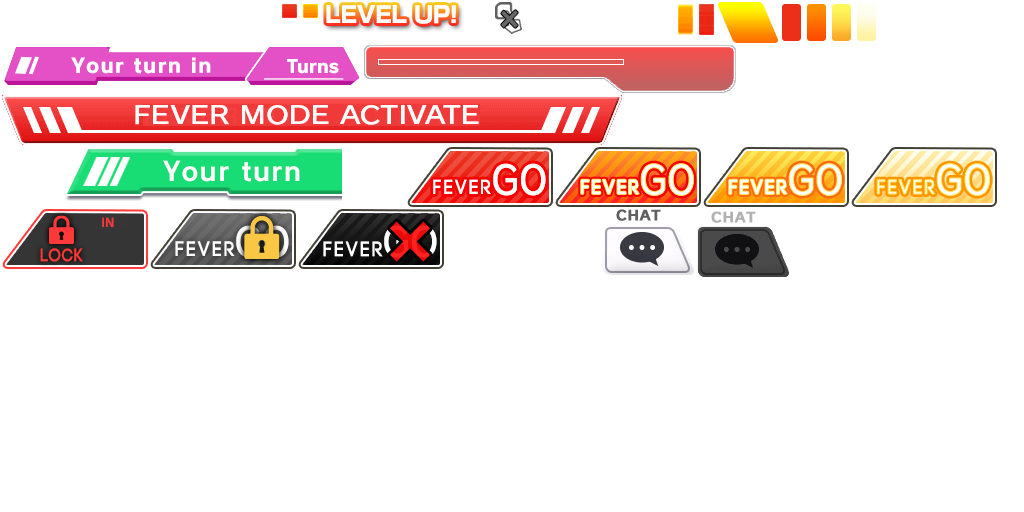 LEVEL UP!
Your turn in
Turns
FEVER MODE ACTIVATE
Your turn
FEVER GO
FEVER GO
FEVER GO
FEVER GO
IN
LOCK
FEVER
FEVER
CHAT
CHAT